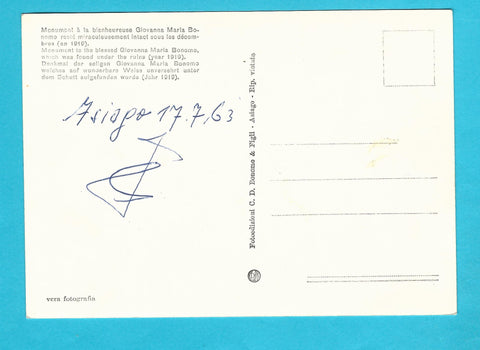 Monument à la bienheureuse Giovanna Maria Bo-
nomo resté miraculeusement intact sous les décom-
bres (an 1919).
Monument to the blessed Giovanna Maria Bonomo,
which was found under the ruins (year 1919).
Denkmal der seligen Giovanna Maria Bonomo
welches auf wunderbare Weise unversehrt unter
dem Schutt aufgefunden wurde (Jahr 1919).
Asiago 17.7.63
Fotoedizioni C. D. Bonomo & Figli - Asiago - Rip. vietata
vera fotografia